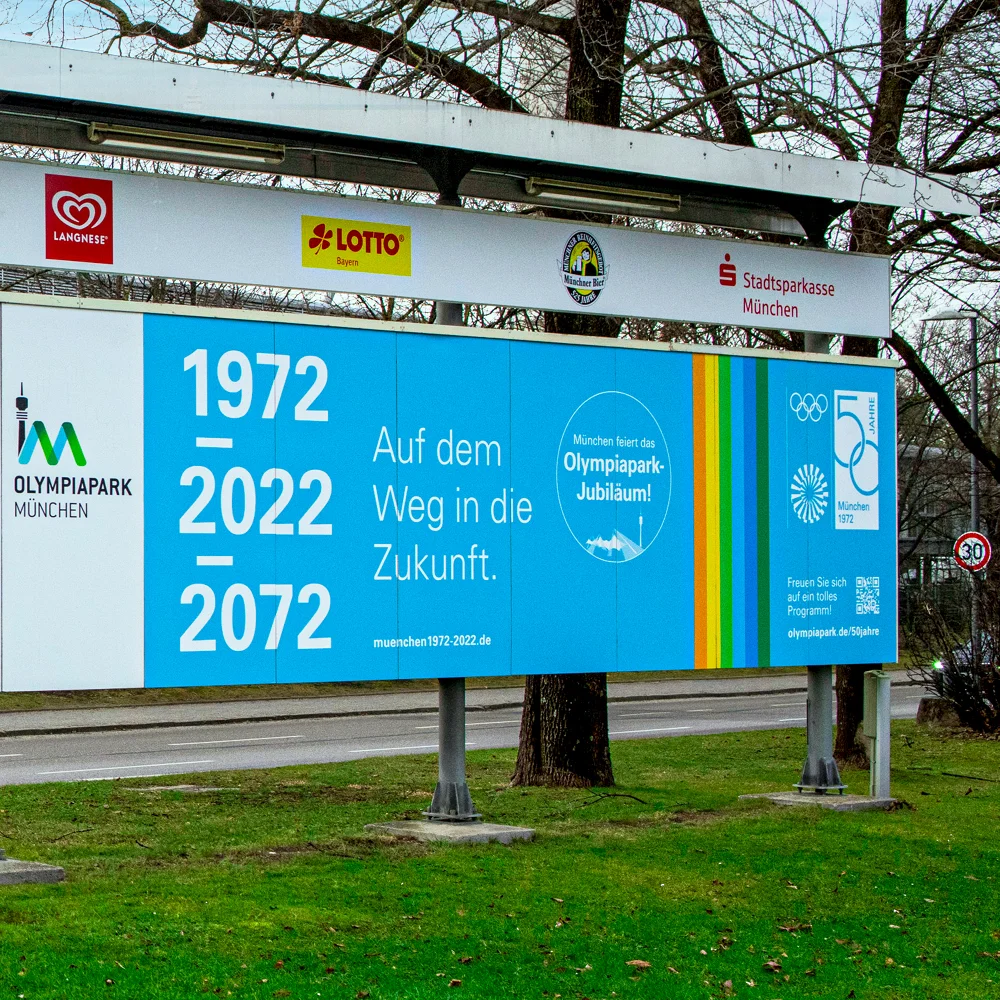 LANGNESE
LOTTO
Bayern
Münchner Bier
Stadtsparkasse
München
OLYMPIAPARK
MÜNCHEN
1972
–
2022
–
2072
Auf dem
Weg in die
Zukunft.
muenchen1972-2022.de
München feiert das
Olympiapark-
Jubiläum!
50
JAHRE
München
1972
Freuen Sie sich
auf ein tolles
Programm!
olympiapark.de/50jahre
30